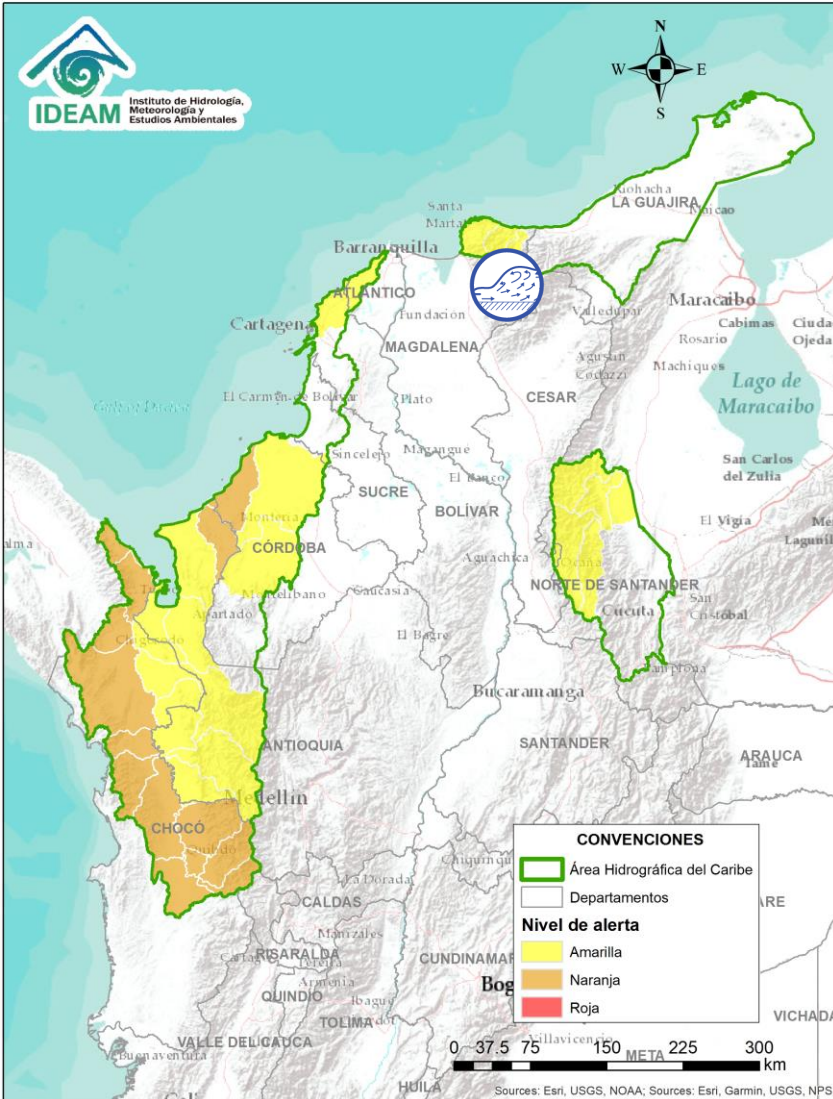 IDEAM
Instituto de Hidrología,
Meteorología y
Estudios Ambientales
N
W
E
S
Riohacha
LA GUAJIRA
Maicao
Santa
Marta
Barranquilla
ATLÁNTICO
Cartagena
Fundación
Valledupar
Maracaibo
Cabimas
Ciudad
Ojeda
Rosario
MAGDALENA
Agustín
Codazzi
Machiques
El Carmen de Bolívar
Plato
CESAR
Lago de
Maracaibo
Sincelejo
Magangué
San Carlos
del Zulia
El Banco
SUCRE
BOLÍVAR
Montería
El Vigía
CÓRDOBA
Aguachica
Ocaña
NORTE DE SANTANDER
Turbo
Montelíbano
Caucasia
San
Cristóbal
Apartadó
Cúcuta
Chigorodó
El Bagre
Pamplona
Bucaramanga
ANTIOQUIA
SANTANDER
ARAUCA
Tame
Medellín
CHOCÓ
Quibdó
La Dorada
CALDAS
Manizales
RISARALDA
Pereira
Armenia
QUINDIO
Ibagué
CUNDINAMAR
Bog
TOLIMA
VICHADA
VALLE DEL CAUCA
Buenaventura
Villavicencio
META
HUILA
CONVENCIONES
Área Hidrográfica del Caribe
Departamentos
Nivel de alerta
Amarilla
Naranja
Roja
0 37.5 75 150 225 300
km
Sources: Esri, USGS, NOAA; Sources: Esri, Garmin, USGS, NPS